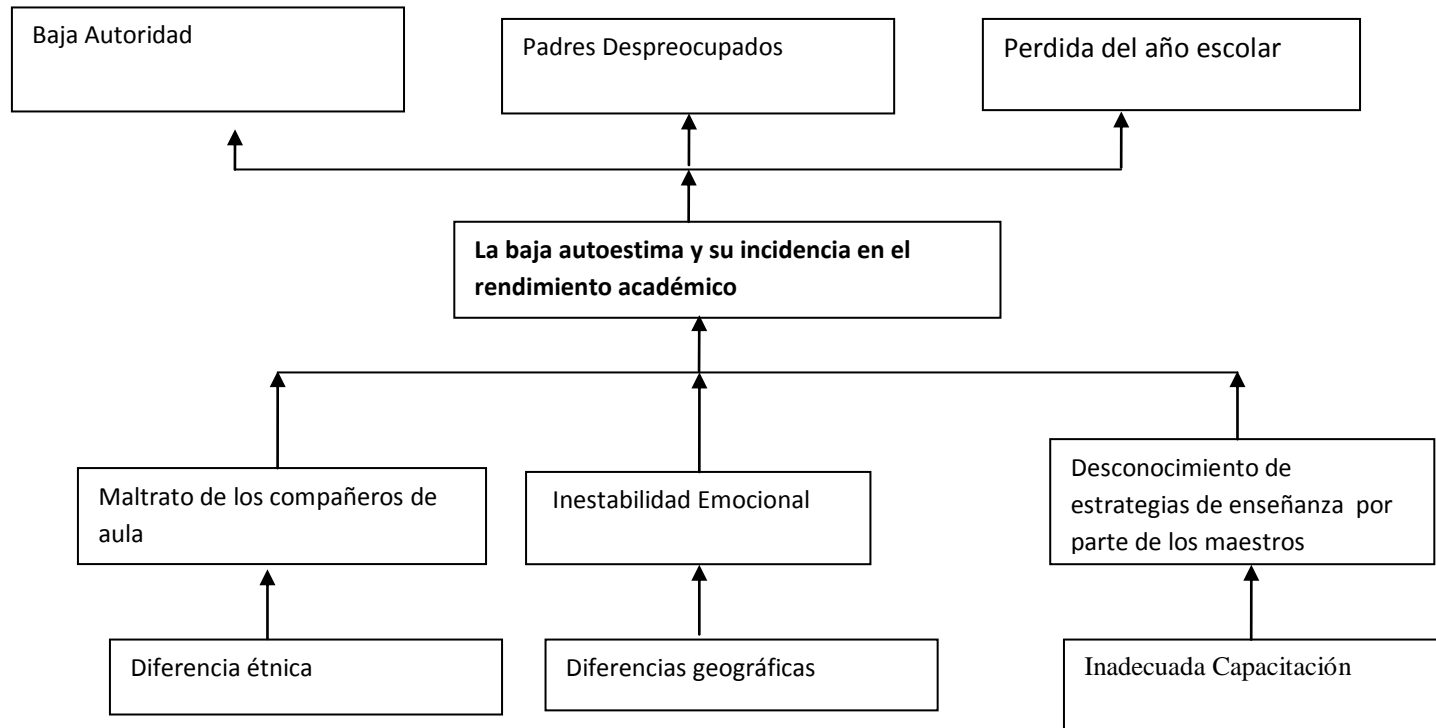 Baja Autoridad
Padres Despreocupados
Perdida del año escolar
La baja autoestima y su incidencia en el
rendimiento académico
Maltrato de los compañeros de
aula
Inestabilidad Emocional
Desconocimiento de
estrategias de enseñanza por
parte de los maestros
Diferencia étnica
Diferencias geográficas
Inadecuada Capacitación